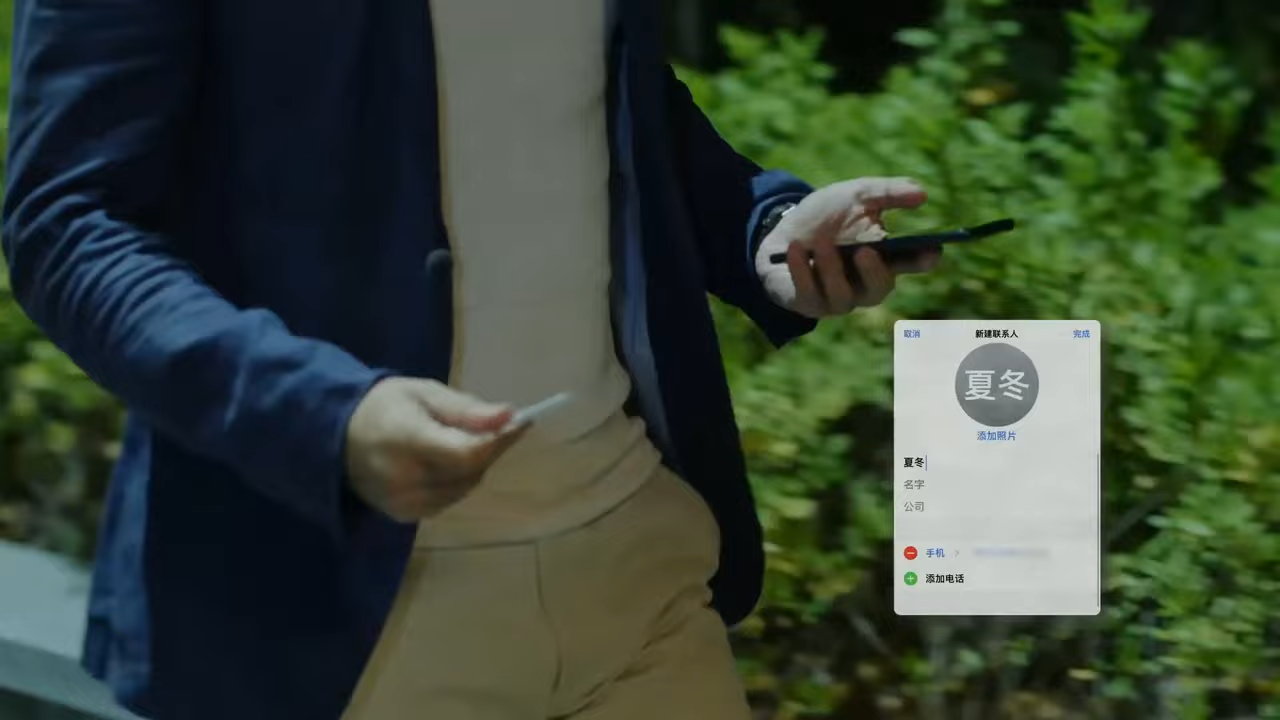 取消 新建联系人 完成
夏冬
添加照片
夏冬
名字
公司
手机
添加电话